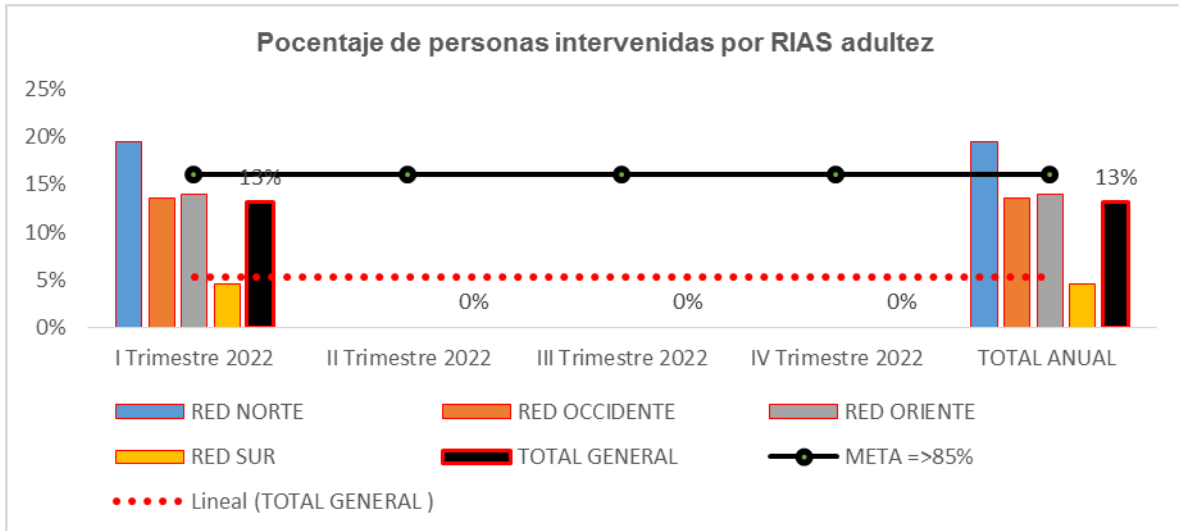 Pocentaje de personas intervenidas por RIAS adultez
25%
20%
15%
10%
5%
0%
13%
0%
0%
0%
13%
I Trimestre 2022
II Trimestre 2022
III Trimestre 2022
IV Trimestre 2022
TOTAL ANUAL
RED NORTE
RED OCCIDENTE
RED ORIENTE
RED SUR
TOTAL GENERAL
META =>85%
Lineal (TOTAL GENERAL )